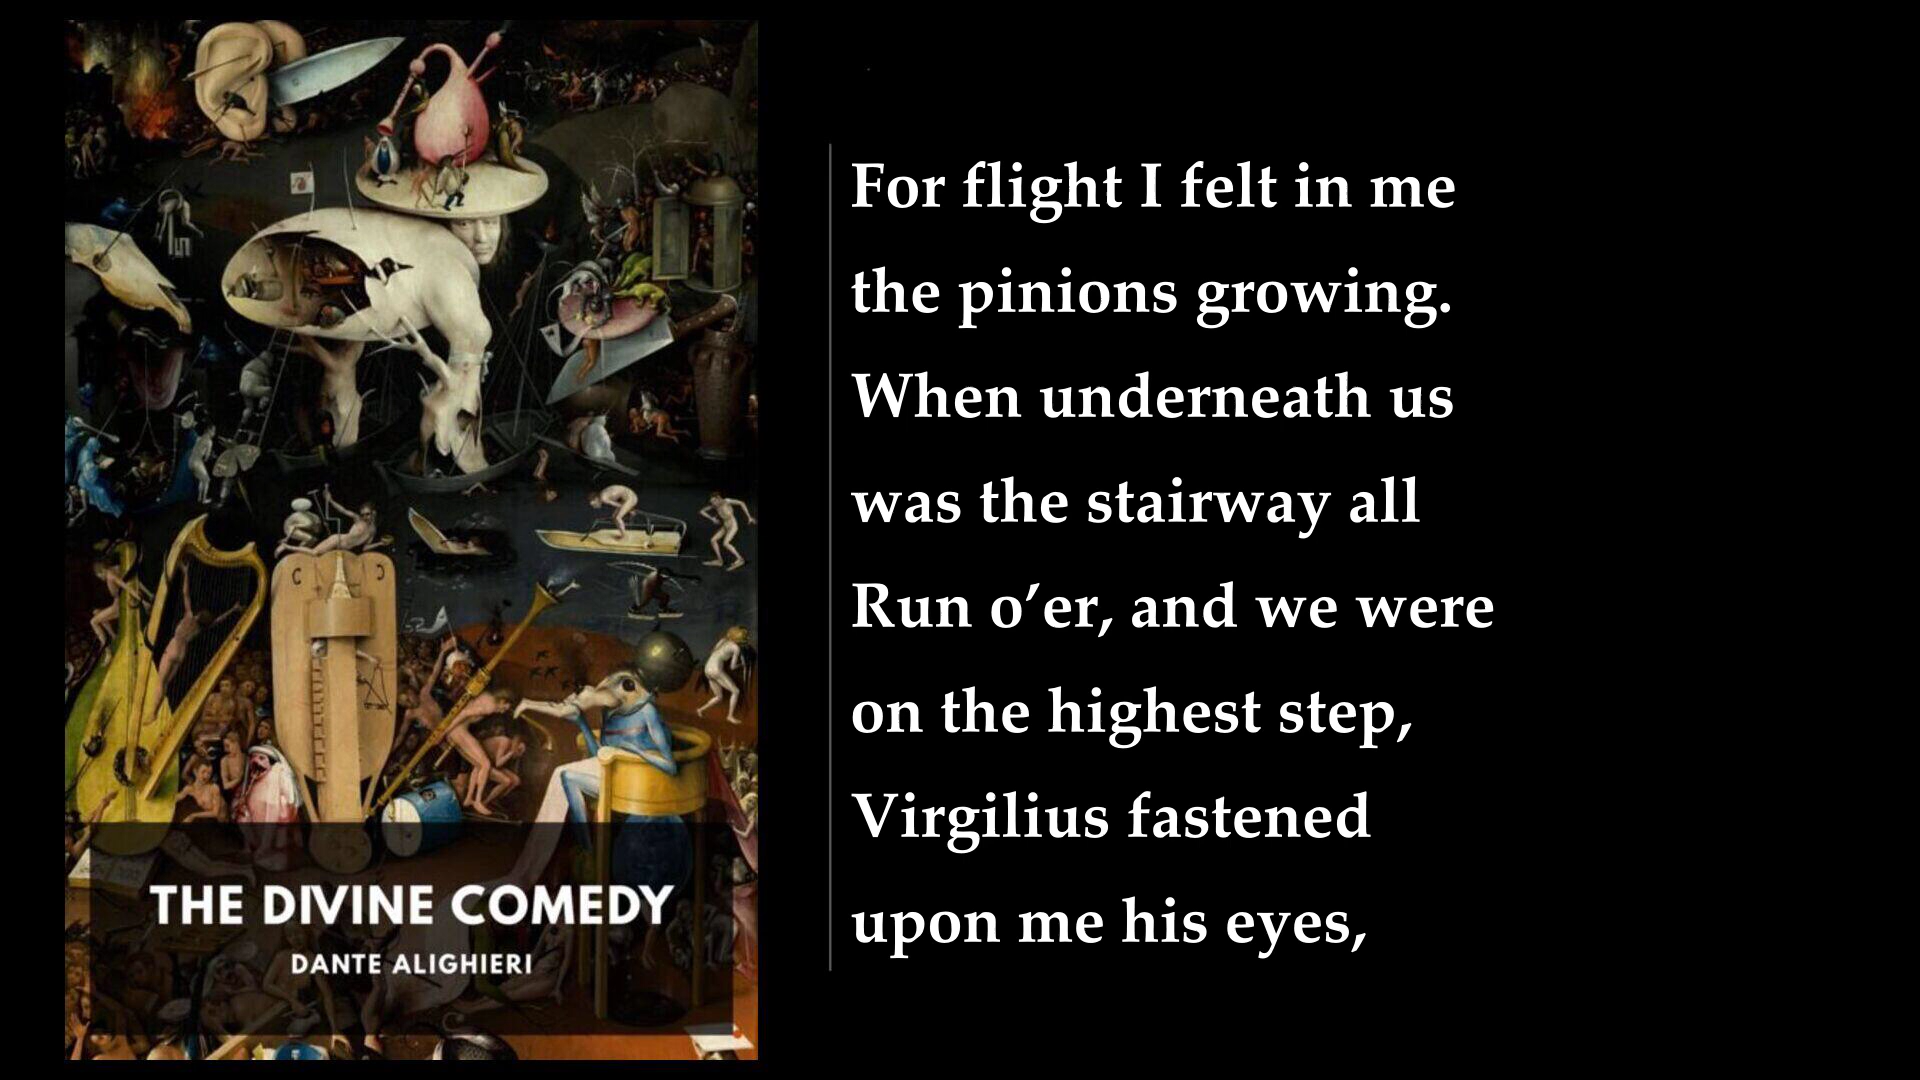 THE DIVINE COMEDY
DANTE ALIGHIERI
For flight I felt in me
the pinions growing.
When underneath us
was the stairway all
Run o’er, and we were
on the highest step,
Virgilius fastened
upon me his eyes,